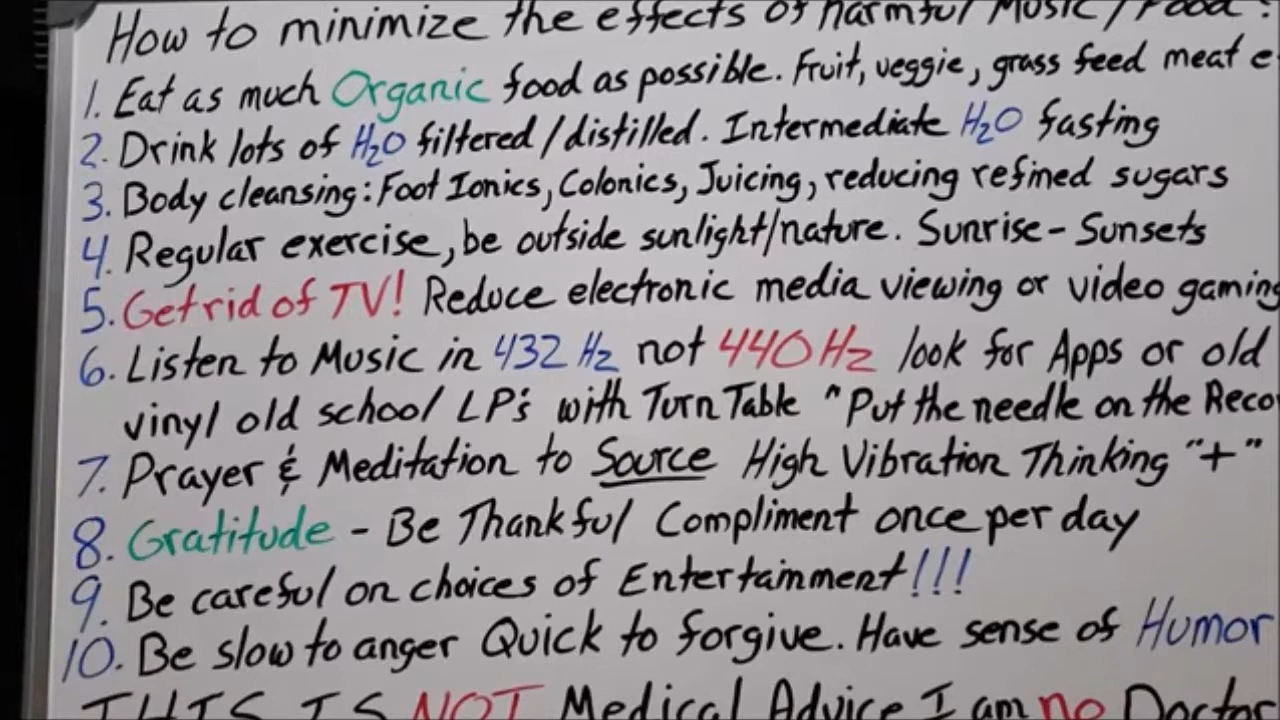 How to minimize the effects of harmful Music/Food?
1. Eat as much Organic food as possible. Fruit, veggie, grass feed meat e
2. Drink lots of H₂O filtered/distilled. Intermediate H₂O fasting
3. Body cleansing: Foot Ionics, Colonics, Juicing, reducing refined sugars
4. Regular exercise, be outside sunlight/nature. Sunrise - Sunsets
5. Get rid of TV! Reduce electronic media viewing or video gaming
6. Listen to Music in 432 Hz not 440Hz look for Apps or old
vinyl old school LP's with Turn Table "Put the needle on the Reco
7. Prayer & Meditation to Source High Vibration Thinking "+"
8. Gratitude - Be Thankful Compliment once per day
9. Be careful on choices of Entertainment!!!
10. Be slow to anger Quick to forgive. Have sense of Humor
THIS IS NOT Medical Advice I am no Doctor